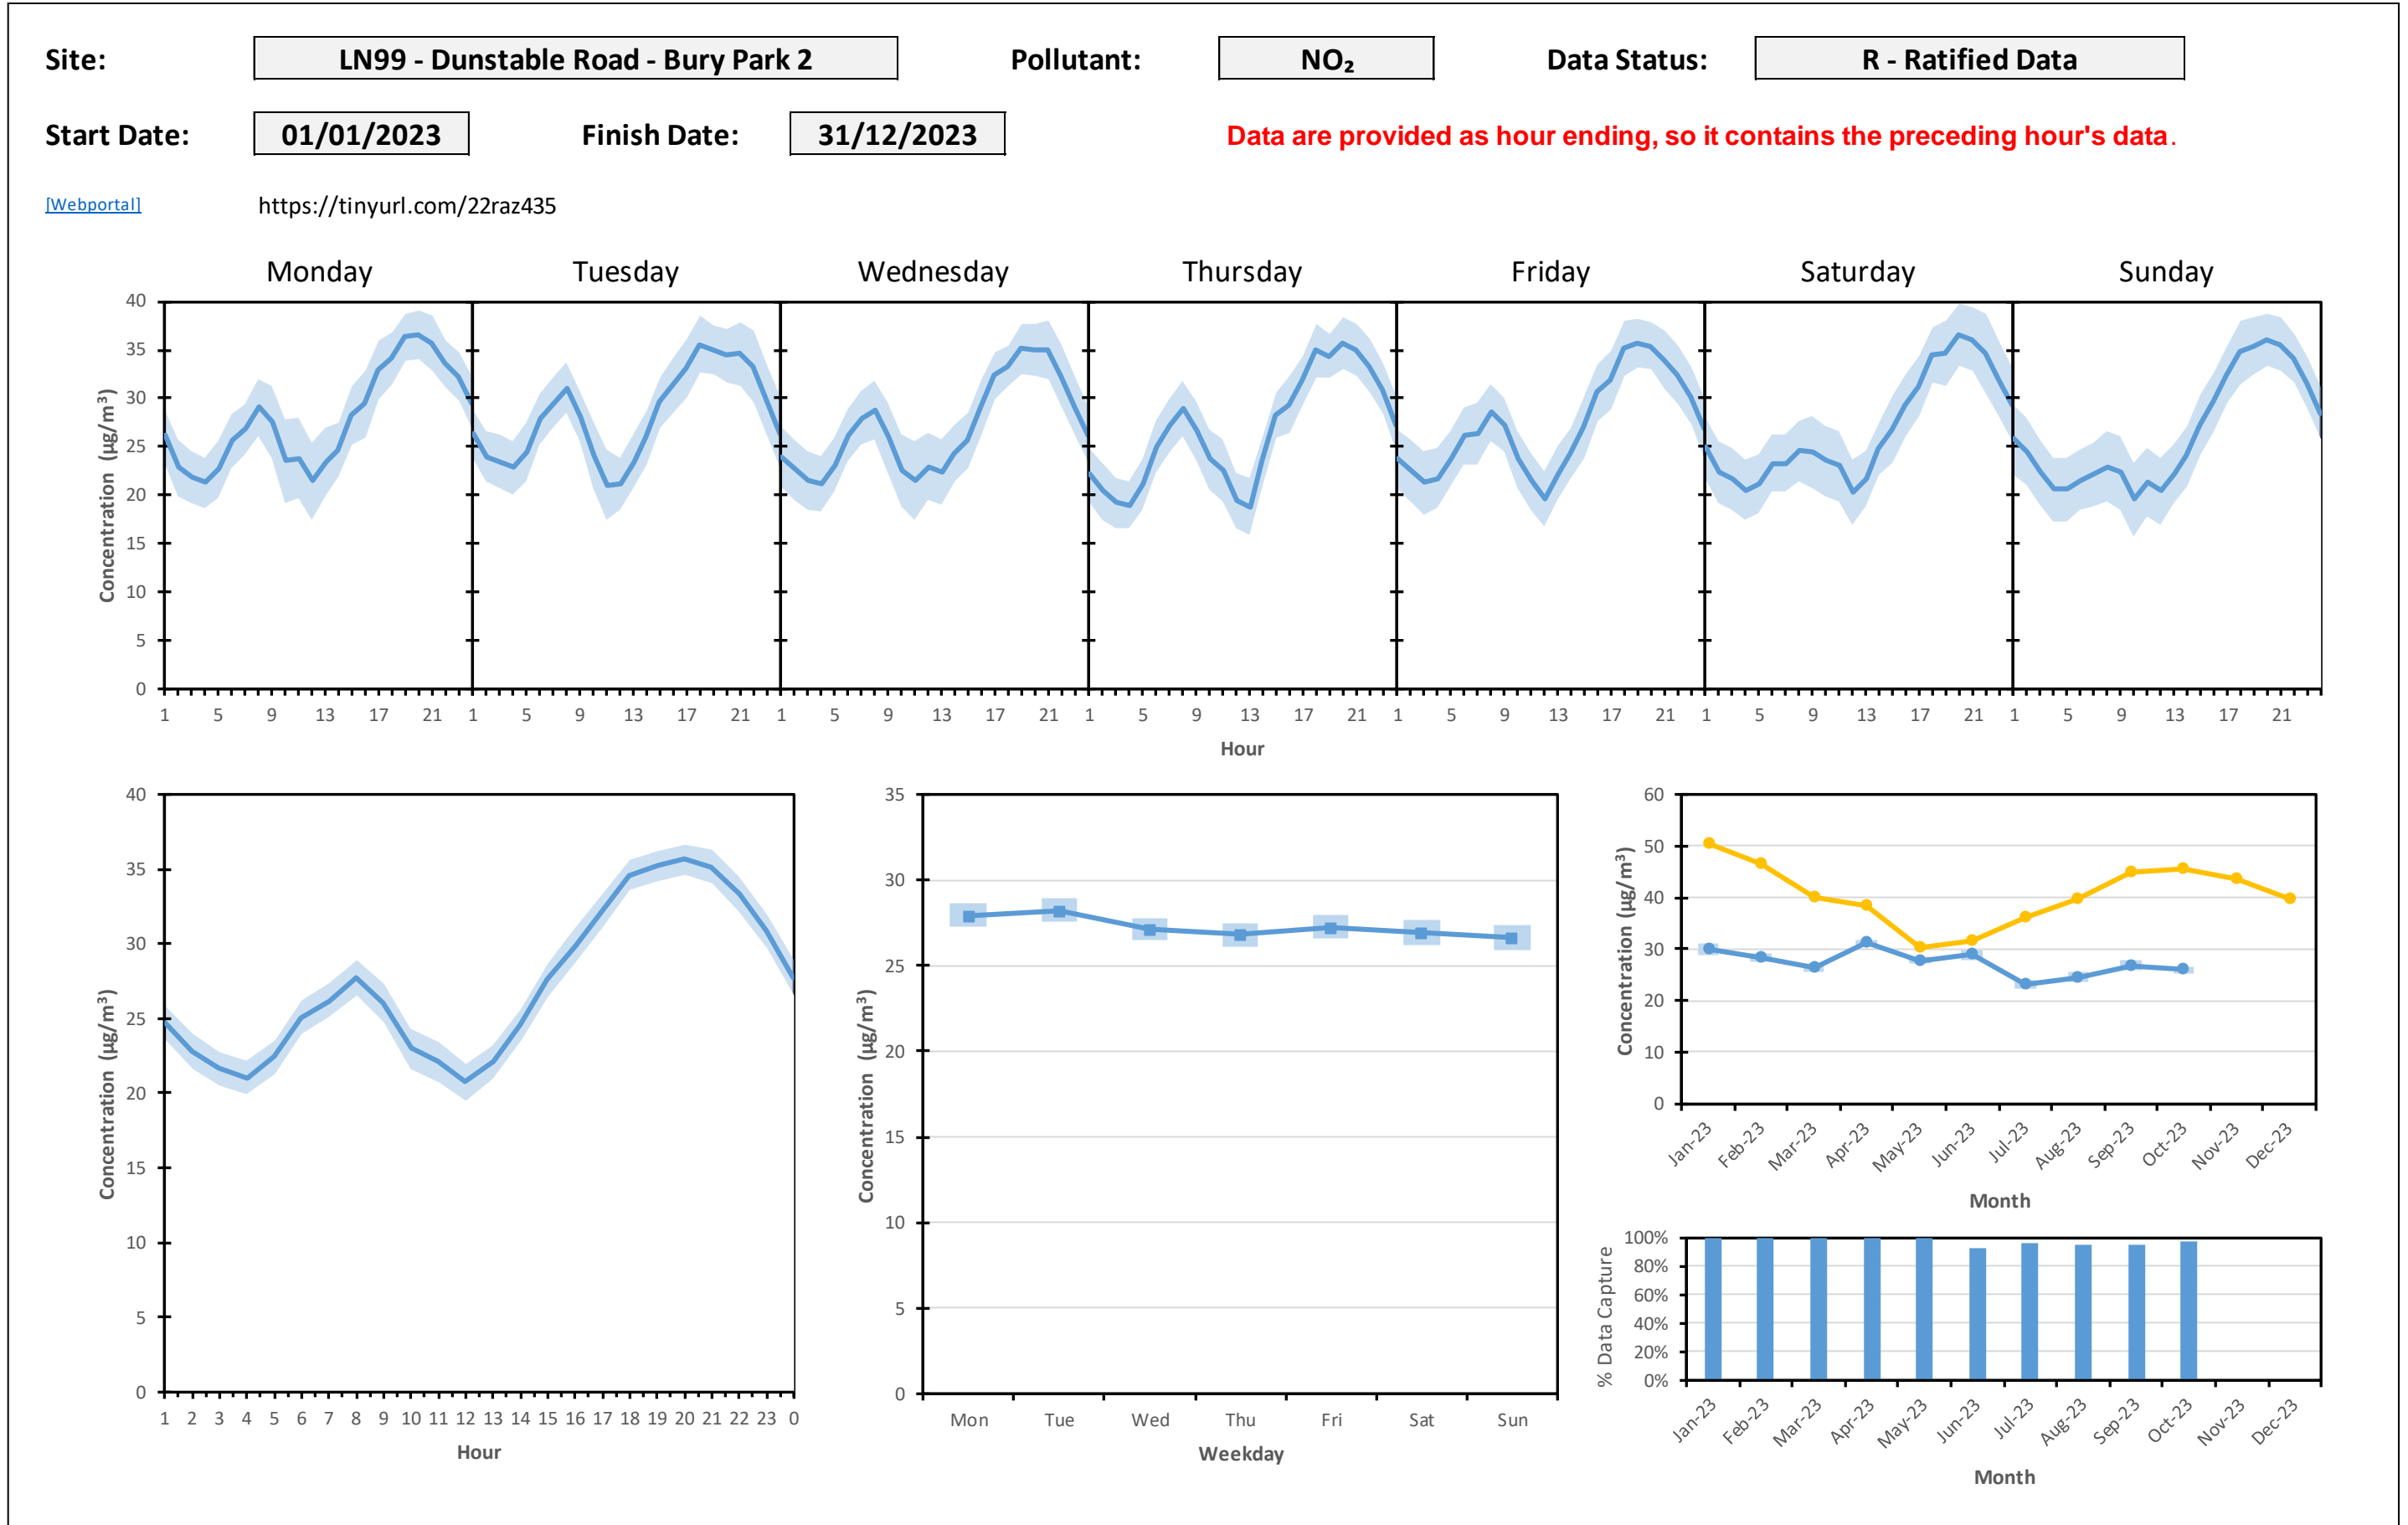 Site: LN99 - Dunstable Road - Bury Park 2 Pollutant: NO₂ Data Status: R - Ratified Data
Start Date: 01/01/2023 Finish Date: 31/12/2023 Data are provided as hour ending, so it contains the preceding hour's data.
[Webportal] https://tinyurl.com/22raz435
Monday Tuesday Wednesday Thursday Friday Saturday Sunday
Concentration (µg/m³)
40
35
30
25
20
15
10
5
0
1 5 9 13 17 21 1 5 9 13 17 21 1 5 9 13 17 21 1 5 9 13 17 21 1 5 9 13 17 21 1 5 9 13 17 21 1 5 9 13 17 21
Hour
Concentration (µg/m³)
40
35
30
25
20
15
10
5
0
1 2 3 4 5 6 7 8 9 10 11 12 13 14 15 16 17 18 19 20 21 22 23 0
Hour
Concentration (µg/m³)
35
30
25
20
15
10
5
0
Mon Tue Wed Thu Fri Sat Sun
Weekday
Concentration (µg/m³)
60
50
40
30
20
10
0
Jan-23 Feb-23 Mar-23 Apr-23 May-23 Jun-23 Jul-23 Aug-23 Sep-23 Oct-23 Nov-23 Dec-23
Month
% Data Capture
100%
80%
60%
40%
20%
0%
Jan-23 Feb-23 Mar-23 Apr-23 May-23 Jun-23 Jul-23 Aug-23 Sep-23 Oct-23 Nov-23 Dec-23
Month